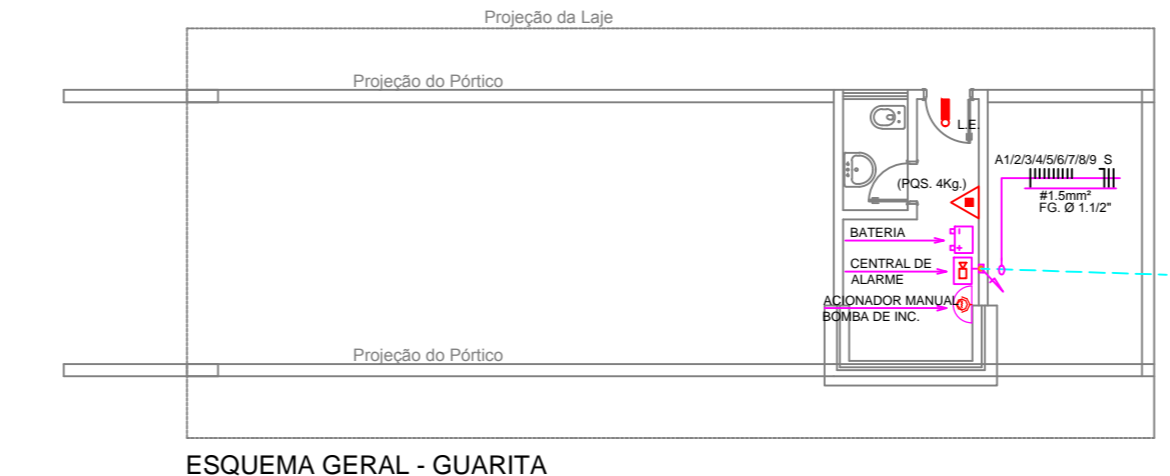 Projeção da Laje
Projeção do Pórtico
L.E.
A1/2/3/4/5/6/7/8/9 S
(PQS. 4Kg.)
#1.5mm²
FG. Ø 1.1/2"
BATERIA
CENTRAL DE
ALARME
ACIONADOR MANUAL
BOMBA DE INC.
Projeção do Pórtico
ESQUEMA GERAL - GUARITA